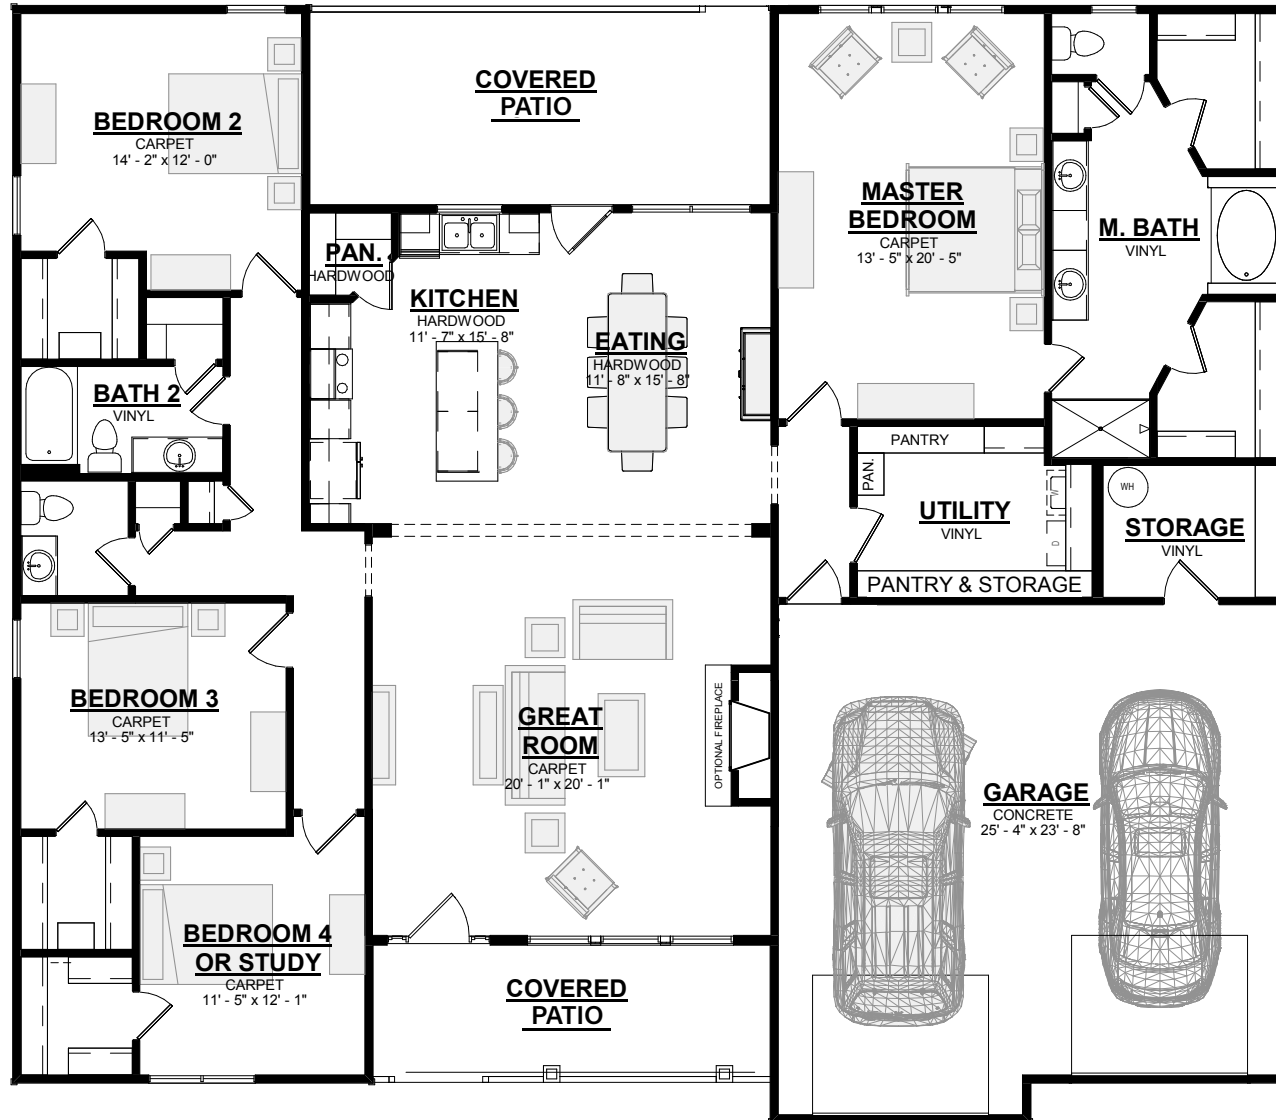 BEDROOM 2
CARPET
14' - 2" x 12' - 0"
COVERED
PATIO
MASTER
BEDROOM
CARPET
13' - 5" x 20' - 5"
M. BATH
VINYL
PAN.
HARDWOOD
KITCHEN
HARDWOOD
11' - 7" x 15' - 8"
EATING
HARDWOOD
11' - 8" x 15' - 8"
BATH 2
VINYL
PANTRY
PAN.
UTILITY
VINYL
W
D
PANTRY & STORAGE
WH
STORAGE
VINYL
BEDROOM 3
CARPET
13' - 5" x 11' - 5"
GREAT
ROOM
CARPET
20' - 1" x 20' - 1"
OPTIONAL FIREPLACE
GARAGE
CONCRETE
25' - 4" x 23' - 8"
BEDROOM 4
OR STUDY
CARPET
11' - 5" x 12' - 1"
COVERED
PATIO